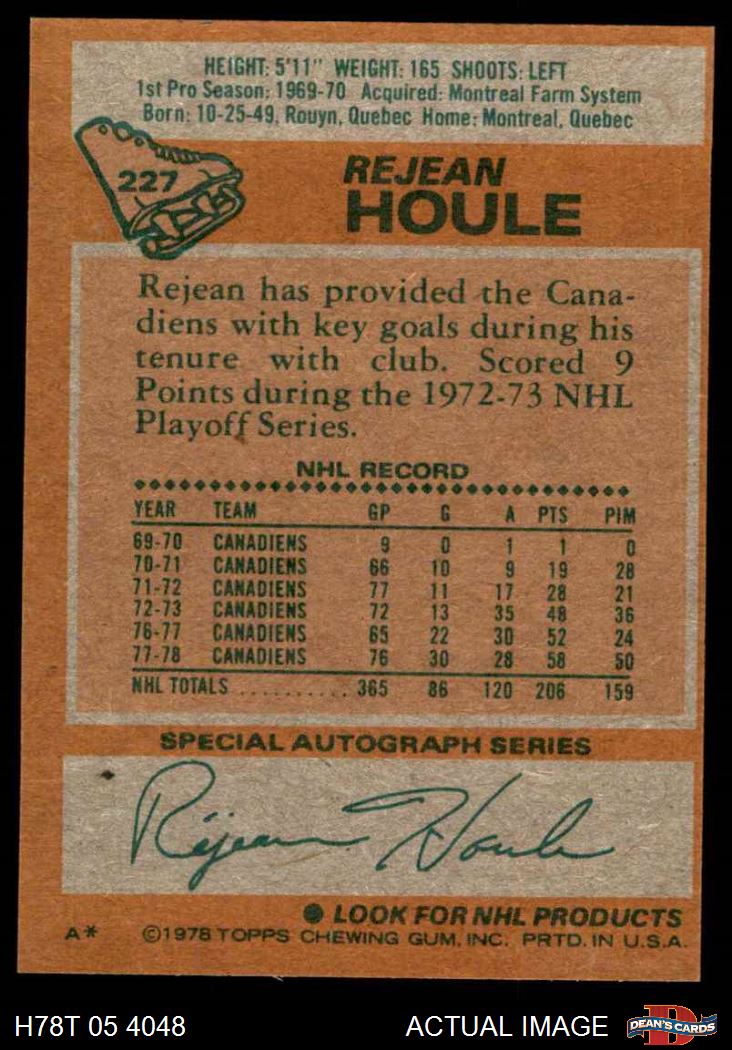 HEIGHT: 5'11" WEIGHT: 165 SHOOTS: LEFT
1st Pro Season: 1969-70 Acquired: Montreal Farm System
Born: 10-25-49, Rouyn, Quebec Home: Montreal, Quebec
227
REJEAN
HOULE
Rejean has provided the Cana-
diens with key goals during his
tenure with club. Scored 9
Points during the 1972-73 NHL
Playoff Series.
NHL RECORD
YEAR TEAM GP G A PTS PIM
69-70 CANADIENS 9 0 1 1 0
70-71 CANADIENS 66 10 9 19 28
71-72 CANADIENS 77 11 17 28 21
72-73 CANADIENS 72 13 35 48 36
76-77 CANADIENS 65 22 30 52 24
77-78 CANADIENS 76 30 28 58 50
NHL TOTALS .......... 365 86 120 206 159
SPECIAL AUTOGRAPH SERIES
Réjean Houle
LOOK FOR NHL PRODUCTS
A* ©1978 TOPPS CHEWING GUM, INC. PRTD. IN U.S.A.
H78T 05 4048 ACTUAL IMAGE D DEAN'S CARDS